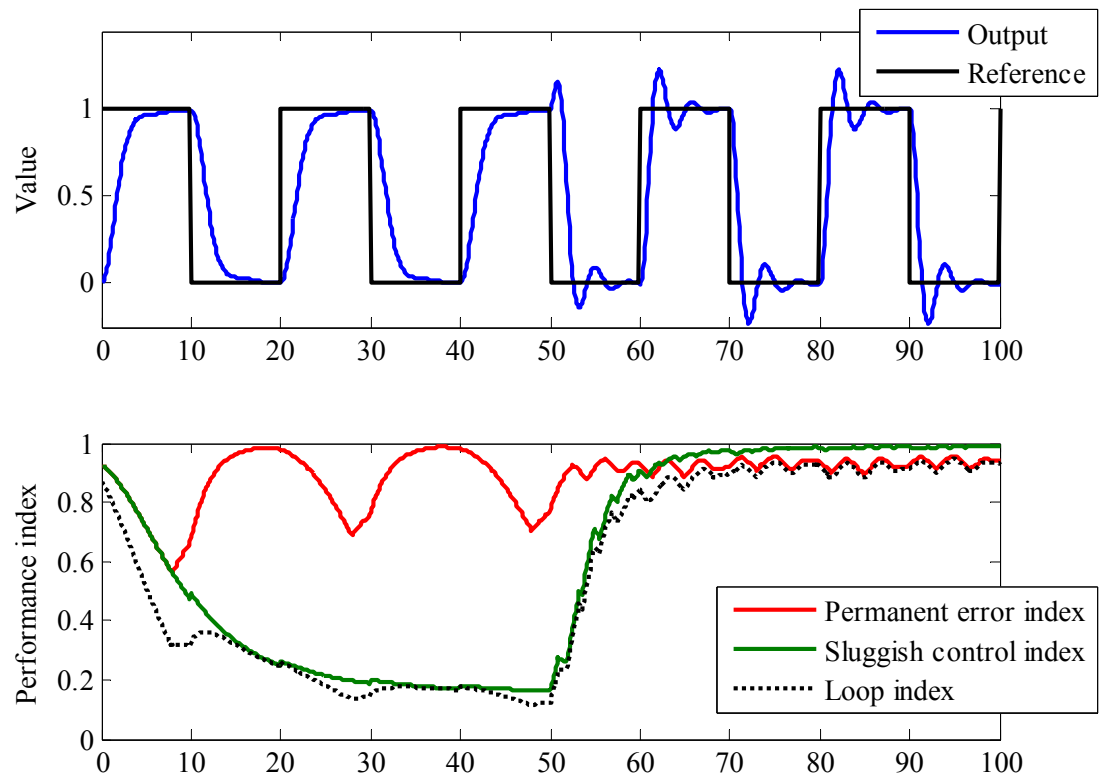 Output
Reference
Value
1
0.5
0
0 10 20 30 40 50 60 70 80 90 100
Performance index
1
0.8
0.6
0.4
0.2
0
Permanent error index
Sluggish control index
Loop index
0 10 20 30 40 50 60 70 80 90 100